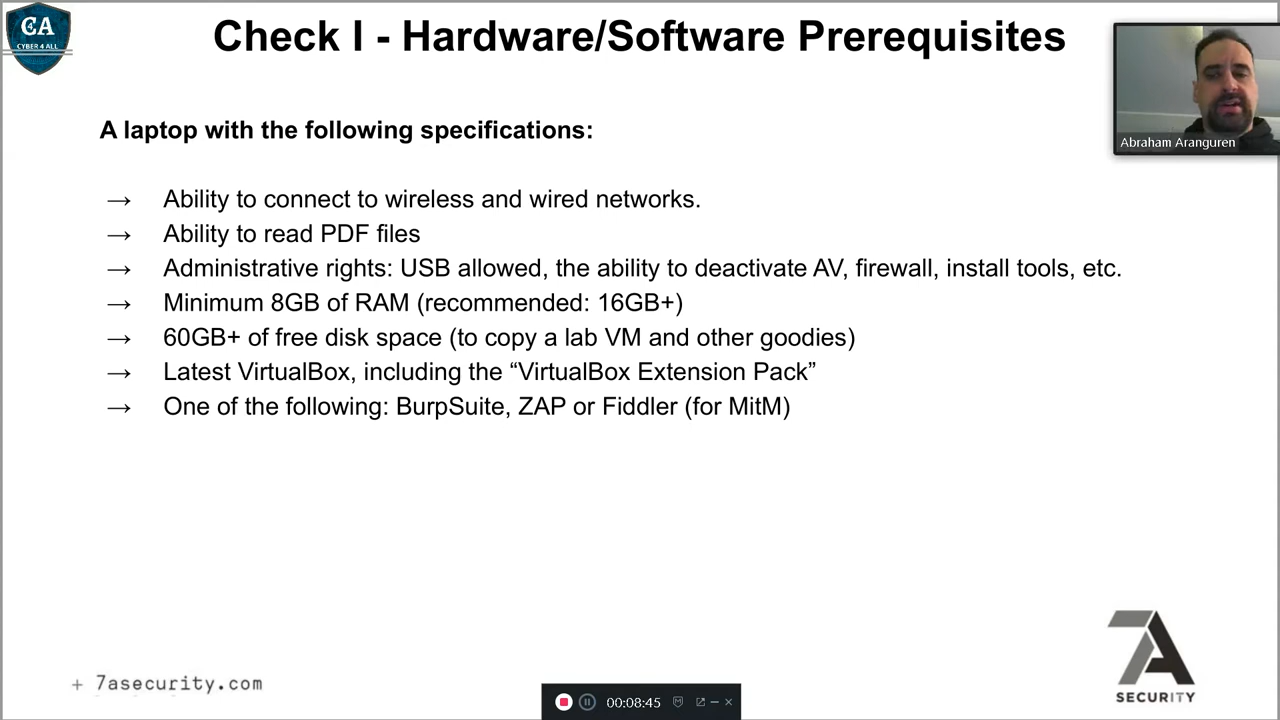 CA
CYBER 4 ALL
Check I - Hardware/Software Prerequisites
Abraham Aranguren
A laptop with the following specifications:
→ Ability to connect to wireless and wired networks.
→ Ability to read PDF files
→ Administrative rights: USB allowed, the ability to deactivate AV, firewall, install tools, etc.
→ Minimum 8GB of RAM (recommended: 16GB+)
→ 60GB+ of free disk space (to copy a lab VM and other goodies)
→ Latest VirtualBox, including the “VirtualBox Extension Pack”
→ One of the following: BurpSuite, ZAP or Fiddler (for MitM)
+ 7asecurity.com
00:08:45
7A
SECURITY